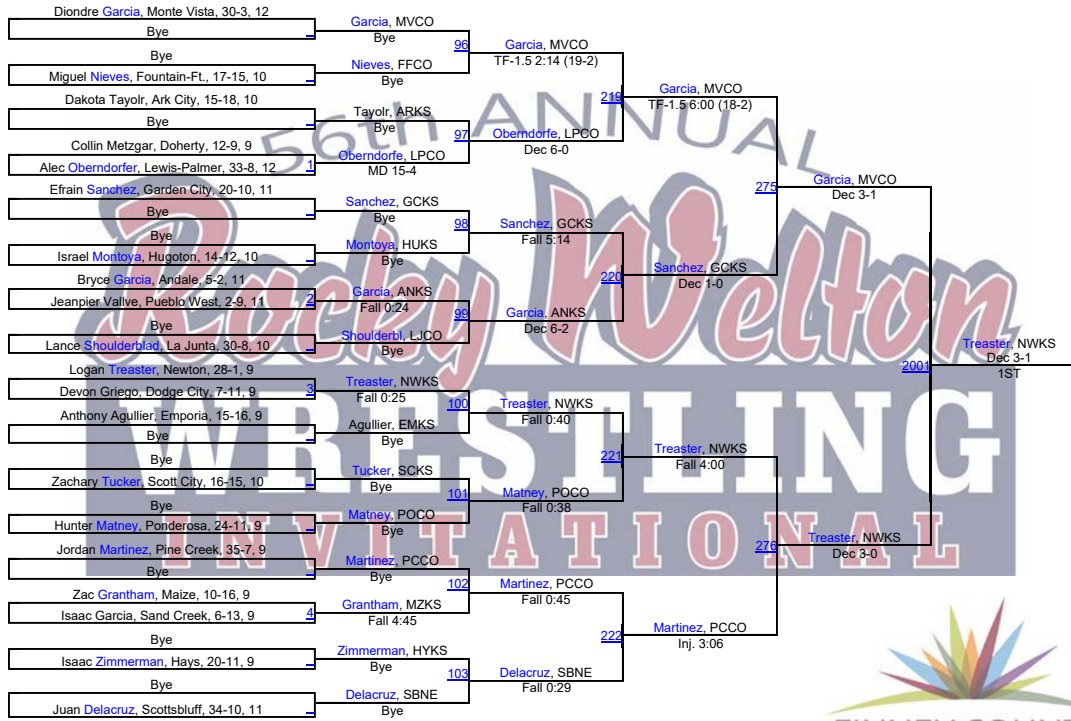 Diondre Garcia, Monte Vista, 30-3, 12
Bye
Bye
Miguel Nieves, Fountain-Ft., 17-15, 10
Dakota Tayolr, Ark City, 15-18, 10
Bye
Collin Metzgar, Doherty, 12-9, 9
Alec Oberndorfer, Lewis-Palmer, 33-8, 12
1
Efrain Sanchez, Garden City, 20-10, 11
Bye
Bye
Israel Montoya, Hugoton, 14-12, 10
Bryce Garcia, Andale, 5-2, 11
Jeanpier Vallve, Pueblo West, 2-9, 11
2
Bye
Lance Shoulderblad, La Junta, 30-8, 10
Logan Treaster, Newton, 28-1, 9
Devon Griego, Dodge City, 7-11, 9
3
Anthony Agullier, Emporia, 15-16, 9
Bye
Bye
Zachary Tucker, Scott City, 16-15, 10
Bye
Hunter Matney, Ponderosa, 24-11, 9
Jordan Martinez, Pine Creek, 35-7, 9
Bye
Zac Grantham, Maize, 10-16, 9
Isaac Garcia, Sand Creek, 6-13, 9
4
Bye
Isaac Zimmerman, Hays, 20-11, 9
Bye
Juan Delacruz, Scottsbluff, 34-10, 11
Garcia, MVCO
Bye
96
Nieves, FFCO
Bye
Tayolr, ARKS
Bye
97
Oberndorfe, LPCO
MD 15-4
Sanchez, GCKS
Bye
98
Montoya, HUKS
Bye
Garcia, ANKS
Fall 0:24
99
Shoulderbl, LJCO
Bye
Treaster, NWKS
Fall 0:25
100
Agullier, EMKS
Bye
Tucker, SCKS
Bye
101
Matney, POCO
Bye
Martinez, PCCO
Bye
102
Grantham, MZKS
Fall 4:45
Zimmerman, HYKS
Bye
103
Delacruz, SBNE
Bye
Garcia, MVCO
TF-1.5 2:14 (19-2)
219
Oberndorfe, LPCO
Dec 6-0
Sanchez, GCKS
Fall 5:14
220
Garcia, ANKS
Dec 6-2
Treaster, NWKS
Fall 0:40
221
Matney, POCO
Fall 0:38
Martinez, PCCO
Fall 0:45
222
Delacruz, SBNE
Fall 0:29
Garcia, MVCO
TF-1.5 6:00 (18-2)
275
Sanchez, GCKS
Dec 1-0
Treaster, NWKS
Fall 4:00
276
Martinez, PCCO
Inj. 3:06
Garcia, MVCO
Dec 3-1
2001
Treaster, NWKS
Dec 3-0
Treaster, NWKS
Dec 3-1
1ST
56th ANNUAL
Rocky Welton
WRESTLING
INVITATIONAL